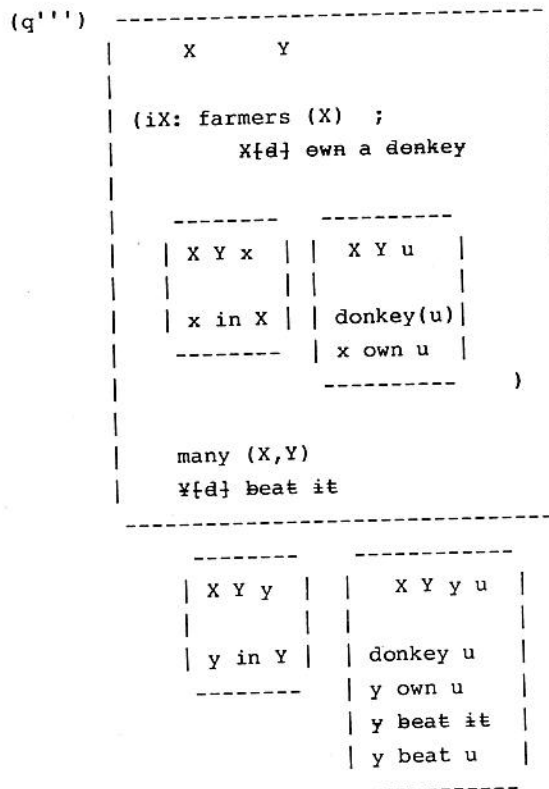 (q''')
X Y
(iX: farmers (X) ;
X[d] own a donkey
X Y x X Y u
x in X donkey(u)
x own u
)
many (X,Y)
Y[d] beat it
X Y y X Y y u
y in Y donkey u
y own u
y beat it
y beat u